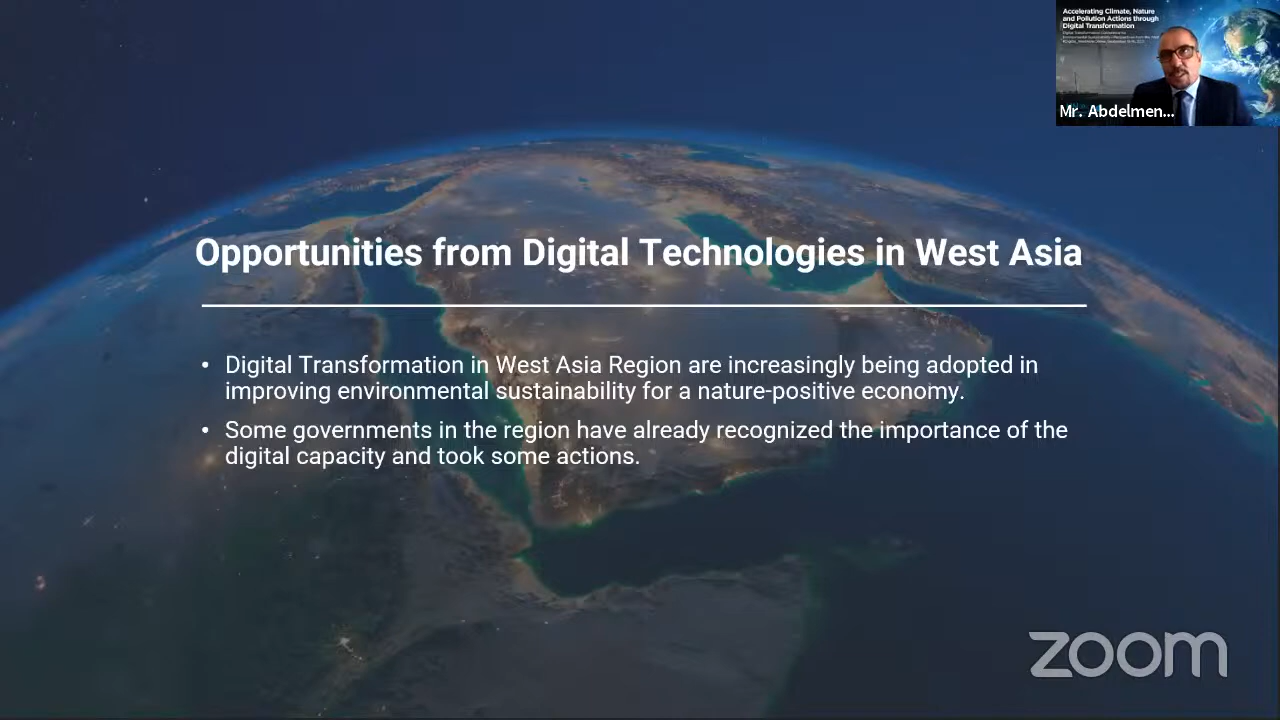 Accelerating Climate, Nature
and Pollution Actions through
Digital Transformation
Mr. Abdelmen...
Opportunities from Digital Technologies in West Asia
• Digital Transformation in West Asia Region are increasingly being adopted in
improving environmental sustainability for a nature-positive economy.
• Some governments in the region have already recognized the importance of the
digital capacity and took some actions.
zoom